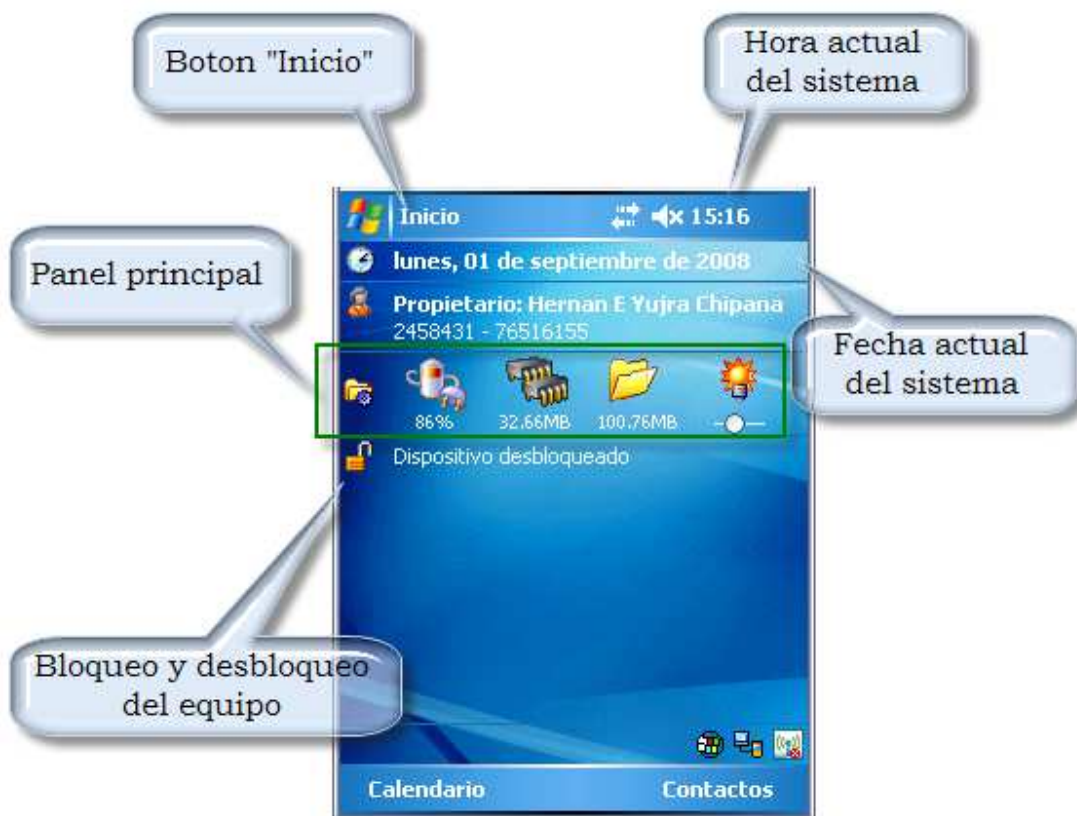 Boton "Inicio"
Hora actual
del sistema
Inicio
15:16
lunes, 01 de septiembre de 2008
Panel principal
Propietario: Hernan E Yujra Chipana
2458431 - 76516155
Fecha actual
del sistema
86%
32.66MB
100.76MB
Dispositivo desbloqueado
Bloqueo y desbloqueo
del equipo
Calendario
Contactos